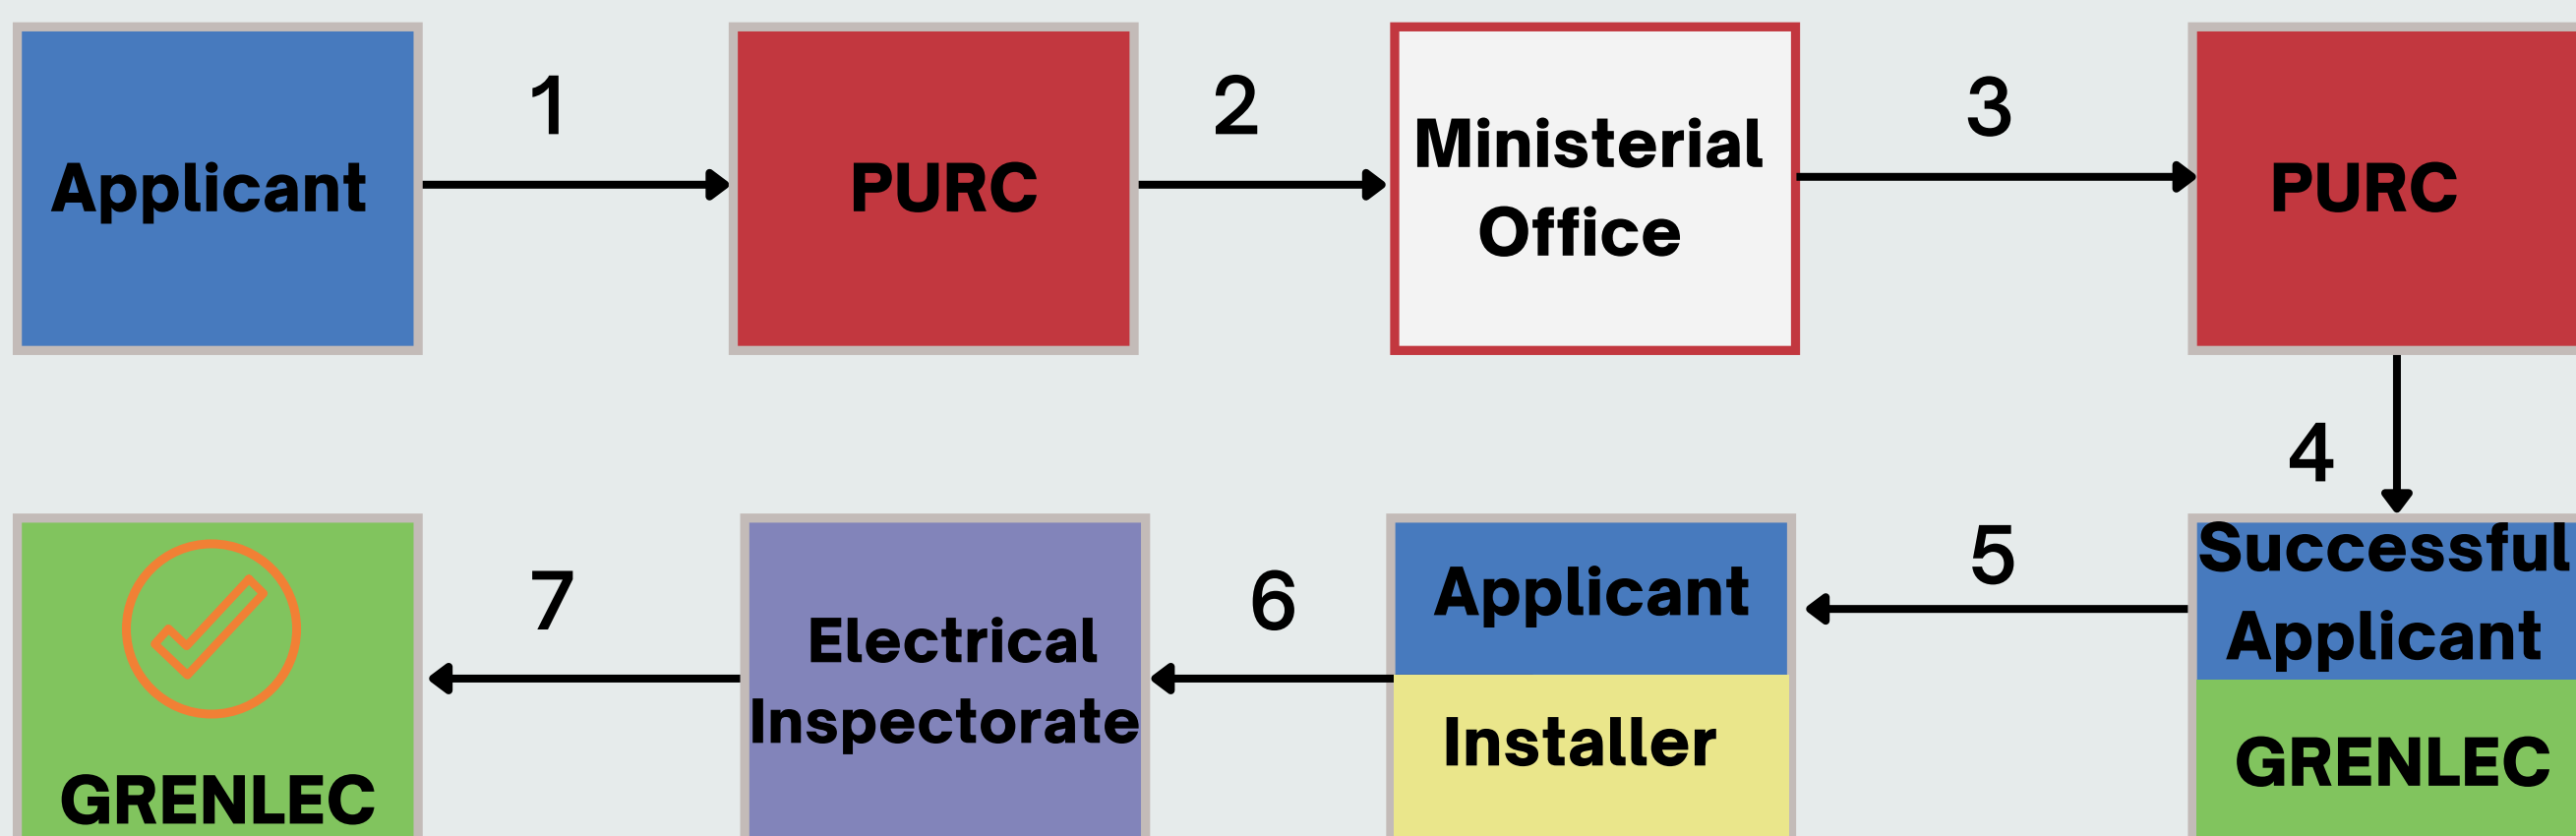 Applicant
1
PURC
2
Ministerial
Office
3
PURC
4
Successful
Applicant
GRENLEC
5
Applicant
Installer
6
Electrical
Inspectorate
7
GRENLEC